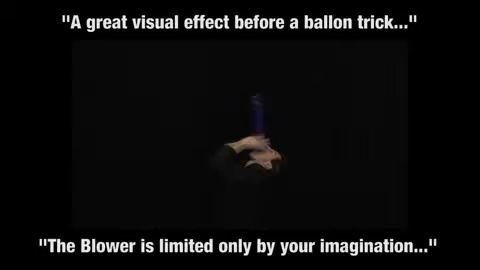 "A great visual effect before a ballon trick..."
"The Blower is limited only by your imagination..."